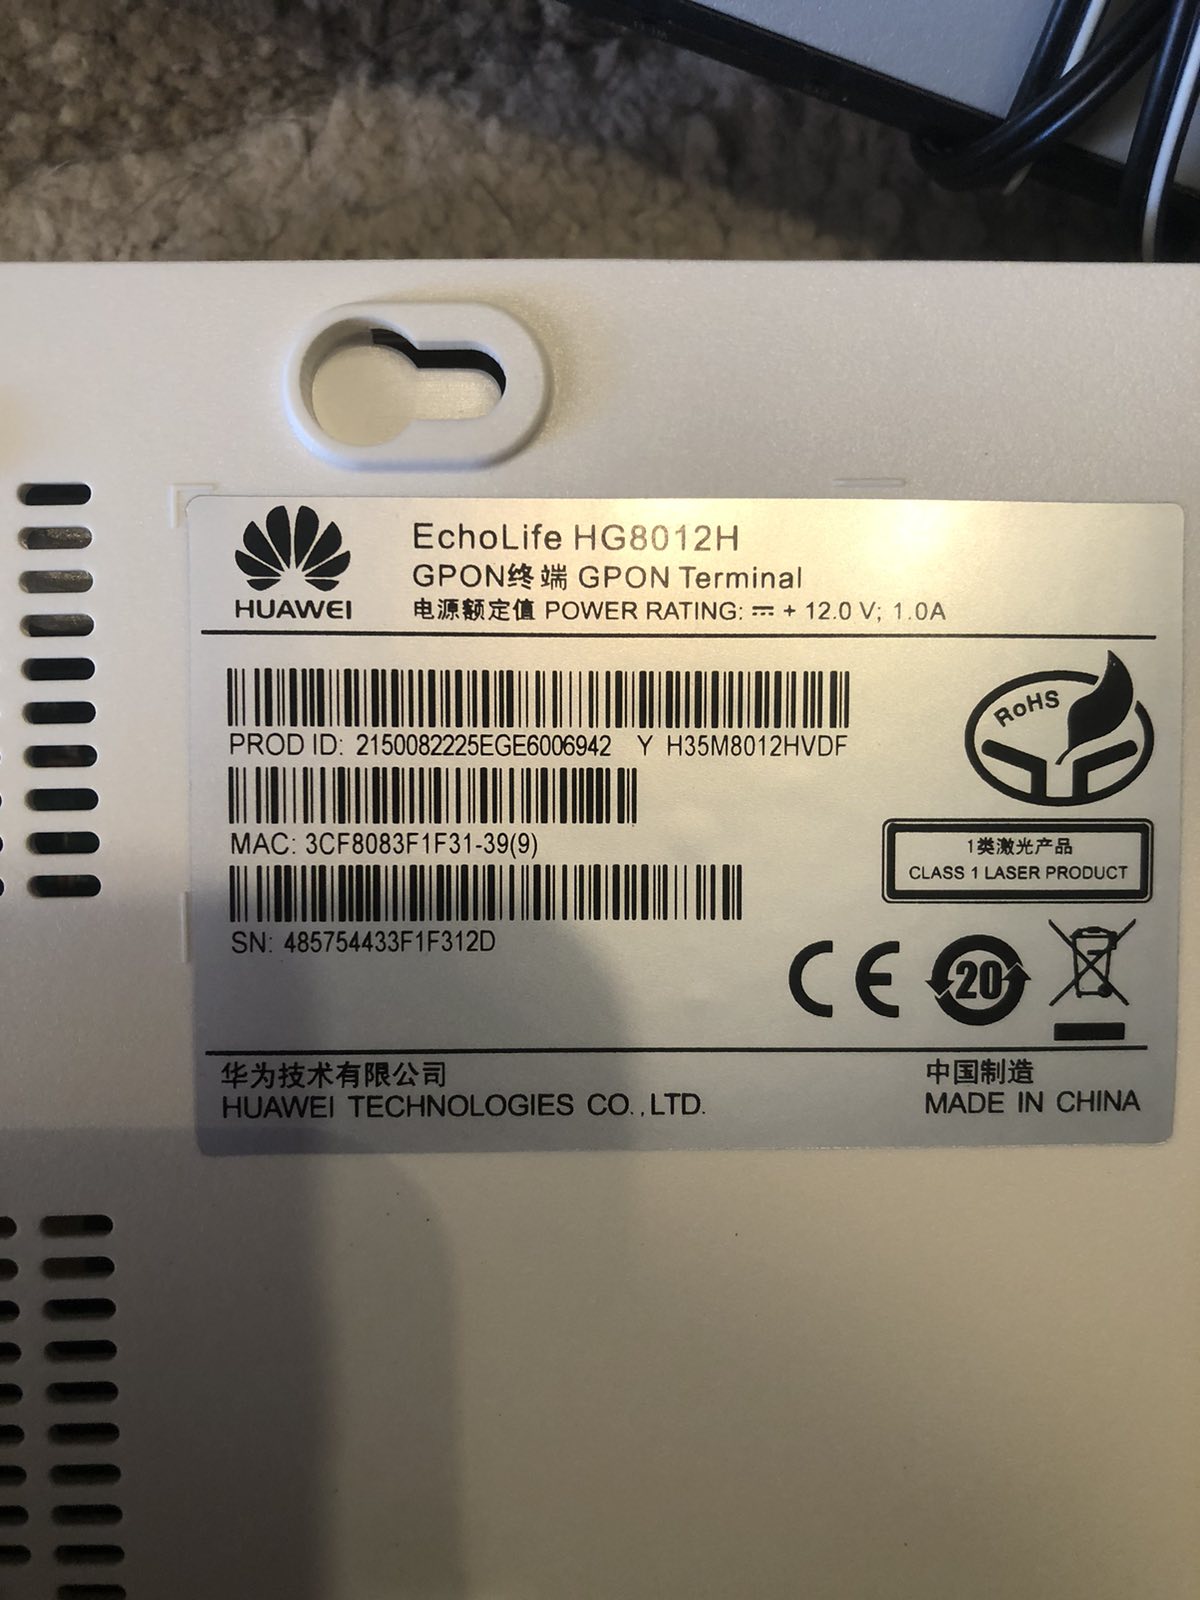 HUAWEI
EchoLife HG8012H
GPON终端 GPON Terminal
电源额定值 POWER RATING: ⎓ + 12.0 V; 1.0A
PROD ID: 2150082225EGE6006942 Y H35M8012HVDF
MAC: 3CF8083F1F31-39(9)
SN: 485754433F1F312D
RoHS
1类激光产品
CLASS 1 LASER PRODUCT
CE
20
华为技术有限公司
HUAWEI TECHNOLOGIES CO.,LTD.
中国制造
MADE IN CHINA